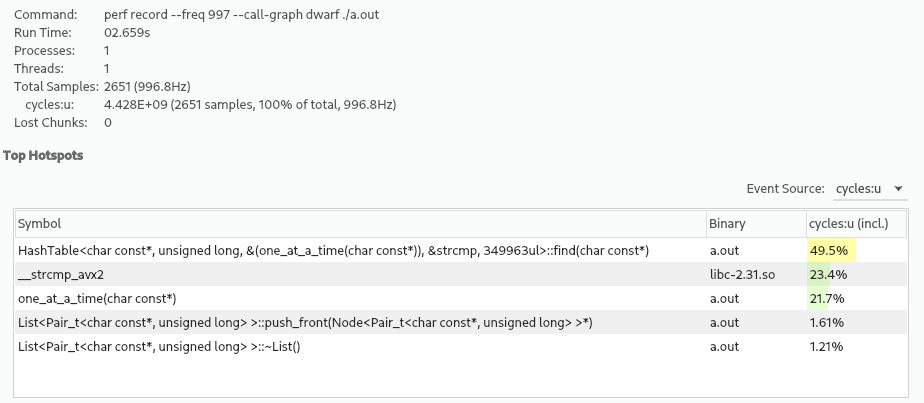 Command: perf record --freq 997 --call-graph dwarf ./a.out
Run Time: 02.659s
Processes: 1
Threads: 1
Total Samples: 2651 (996.8Hz)
cycles:u: 4.428E+09 (2651 samples, 100% of total, 996.8Hz)
Lost Chunks: 0
Top Hotspots
Event Source: cycles:u
Symbol Binary cycles:u (incl.)
HashTable<char const*, unsigned long, &(one_at_a_time(char const*)), &strcmp, 349963ul>::find(char const*) a.out 49.5%
__strcmp_avx2 libc-2.31.so 23.4%
one_at_a_time(char const*) a.out 21.7%
List<Pair_t<char const*, unsigned long> >::push_front(Node<Pair_t<char const*, unsigned long> >*) a.out 1.61%
List<Pair_t<char const*, unsigned long> >::~List() a.out 1.21%